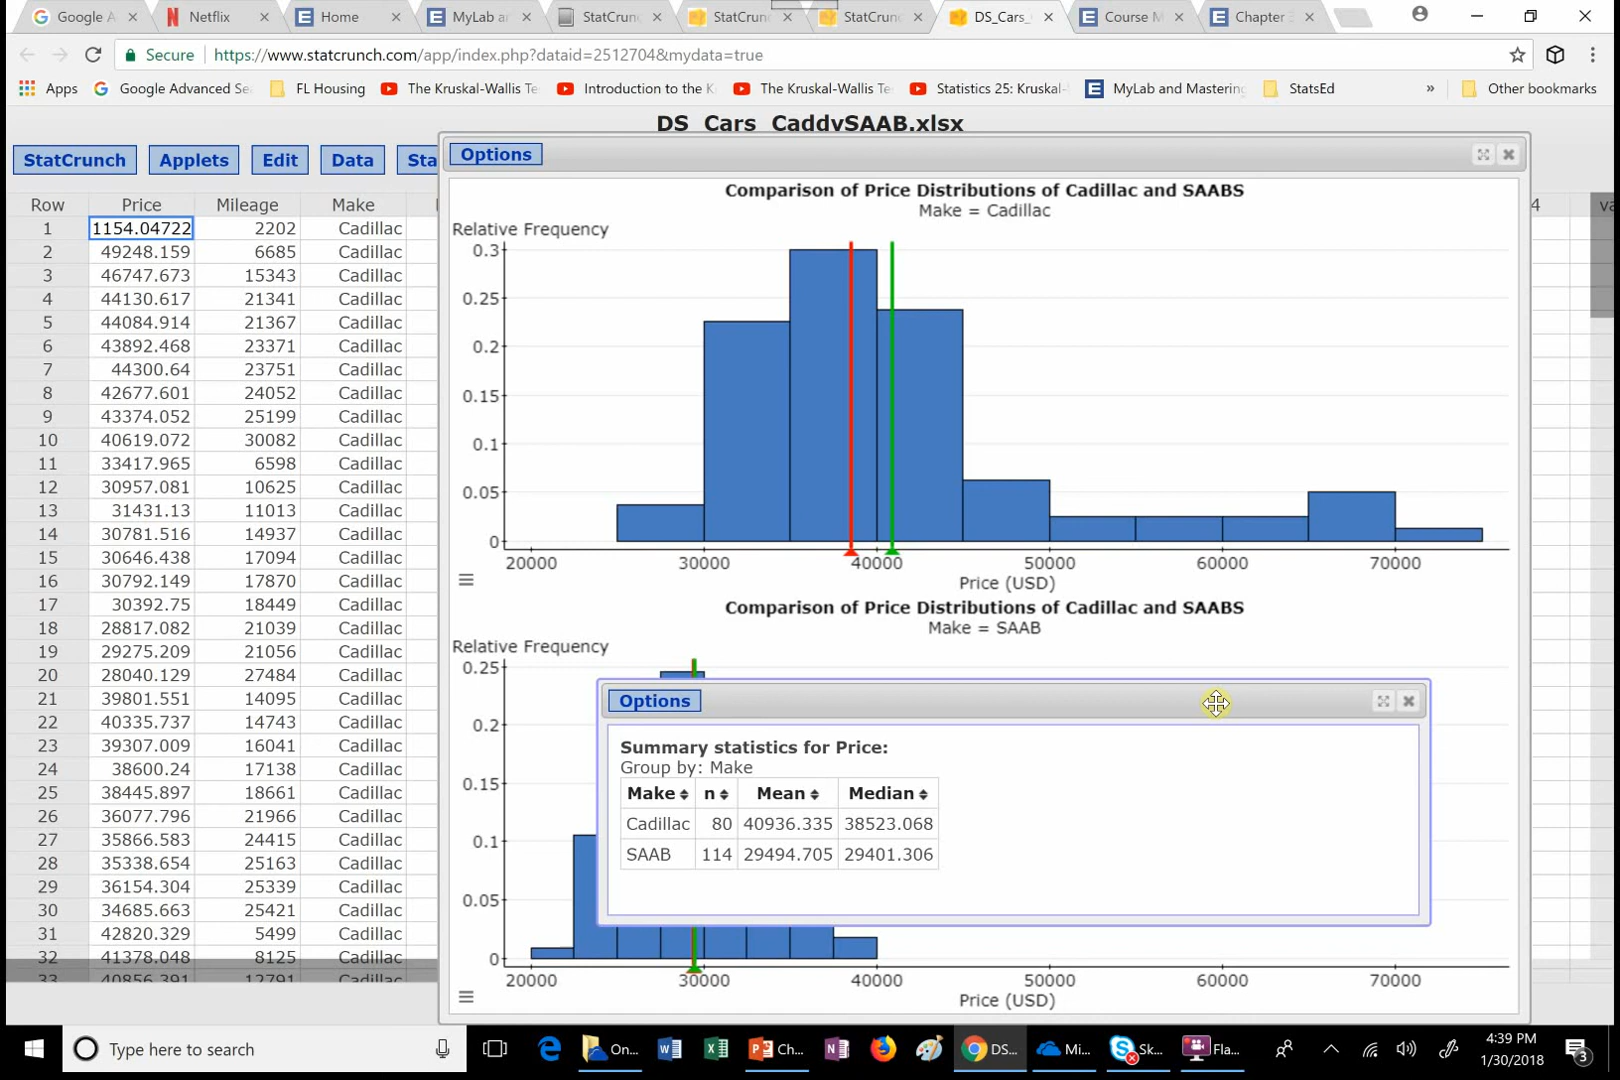 Google A
Netflix
Home
MyLab an
StatCrun
StatCrun
StatCrun
DS_Cars_
Course M
Chapter
Secure
https://www.statcrunch.com/app/index.php?dataid=2512704&mydata=true
Apps
Google Advanced Se
FL Housing
The Kruskal-Wallis Te
Introduction to the K
The Kruskal-Wallis Te
Statistics 25: Kruskal-
MyLab and Mastering
StatsEd
»
Other bookmarks
DS_Cars_CaddvSAAB.xlsx
StatCrunch
Applets
Edit
Data
Sta
Row Price Mileage Make
1 1154.04722 2202 Cadillac
2 49248.159 6685 Cadillac
3 46747.673 15343 Cadillac
4 44130.617 21341 Cadillac
5 44084.914 21367 Cadillac
6 43892.468 23371 Cadillac
7 44300.64 23751 Cadillac
8 42677.601 24052 Cadillac
9 43374.052 25199 Cadillac
10 40619.072 30082 Cadillac
11 33417.965 6598 Cadillac
12 30957.081 10625 Cadillac
13 31431.13 11013 Cadillac
14 30781.516 14937 Cadillac
15 30646.438 17094 Cadillac
16 30792.149 17870 Cadillac
17 30392.75 18449 Cadillac
18 28817.082 21039 Cadillac
19 29275.209 21056 Cadillac
20 28040.129 27484 Cadillac
21 39801.551 14095 Cadillac
22 40335.737 14743 Cadillac
23 39307.009 16041 Cadillac
24 38600.24 17138 Cadillac
25 38445.897 18661 Cadillac
26 36077.796 21966 Cadillac
27 35866.583 24415 Cadillac
28 35338.654 25163 Cadillac
29 36154.304 25339 Cadillac
30 34685.663 25421 Cadillac
31 42820.329 5499 Cadillac
32 41378.048 8125 Cadillac
33 40856.391 12791 Cadillac
4
va
Options
Comparison of Price Distributions of Cadillac and SAABS
Make = Cadillac
Relative Frequency
0.3
0.25
0.2
0.15
0.1
0.05
0
20000 30000 40000 50000 60000 70000
Price (USD)
Comparison of Price Distributions of Cadillac and SAABS
Make = SAAB
Relative Frequency
0.25
0.2
0.15
0.1
0.05
0
20000 30000 40000 50000 60000 70000
Price (USD)
Options
Summary statistics for Price:
Group by: Make
Make n Mean Median
Cadillac 80 40936.335 38523.068
SAAB 114 29494.705 29401.306
Type here to search
On...
Ch...
DS...
Mi...
Sk...
Fla...
4:39 PM
1/30/2018
3